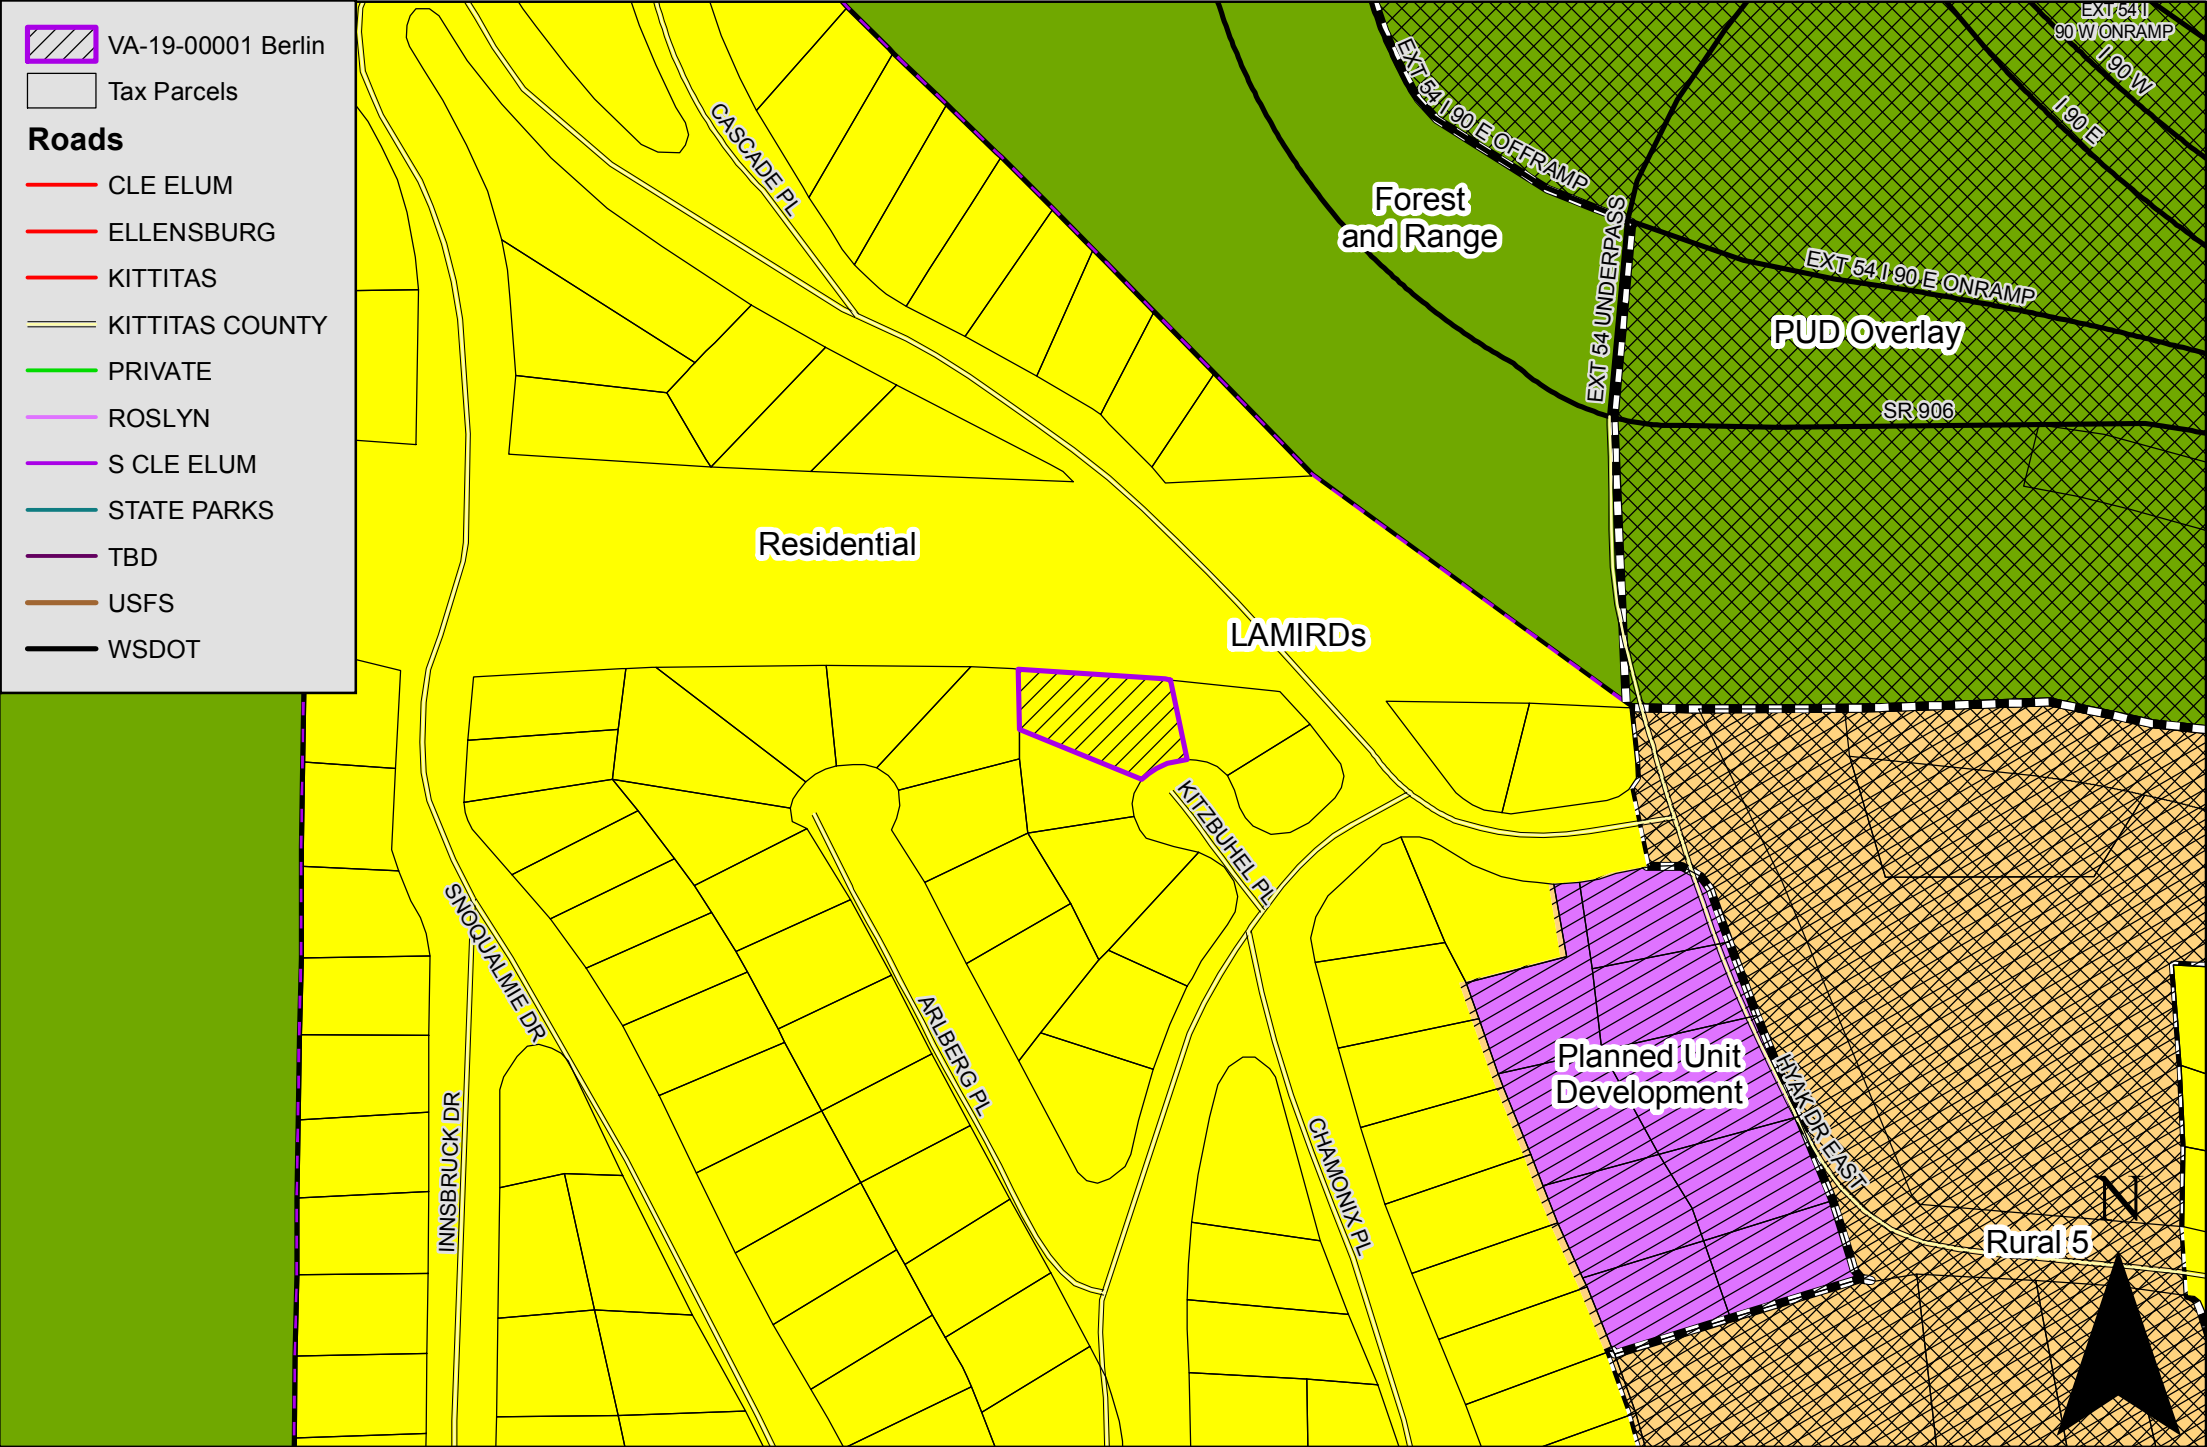 VA-19-00001 Berlin
Tax Parcels
Roads
CLE ELUM
ELLENSBURG
KITTITAS
KITTITAS COUNTY
PRIVATE
ROSLYN
S CLE ELUM
STATE PARKS
TBD
USFS
WSDOT
EXT 54 I
90 W ONRAMP
I 90 W
I 90 E
EXT 54 I 90 E OFFRAMP
CASCADE PL
Forest
and Range
EXT 54 UNDERPASS
EXT 54 I 90 E ONRAMP
PUD Overlay
SR 906
Residential
LAMIRDs
KITZBUHEL PL
SNOQUALMIE DR
ARLBERG PL
INNSBRUCK DR
CHAMONIX PL
Planned Unit
Development
HYAK DR EAST
Rural 5
N